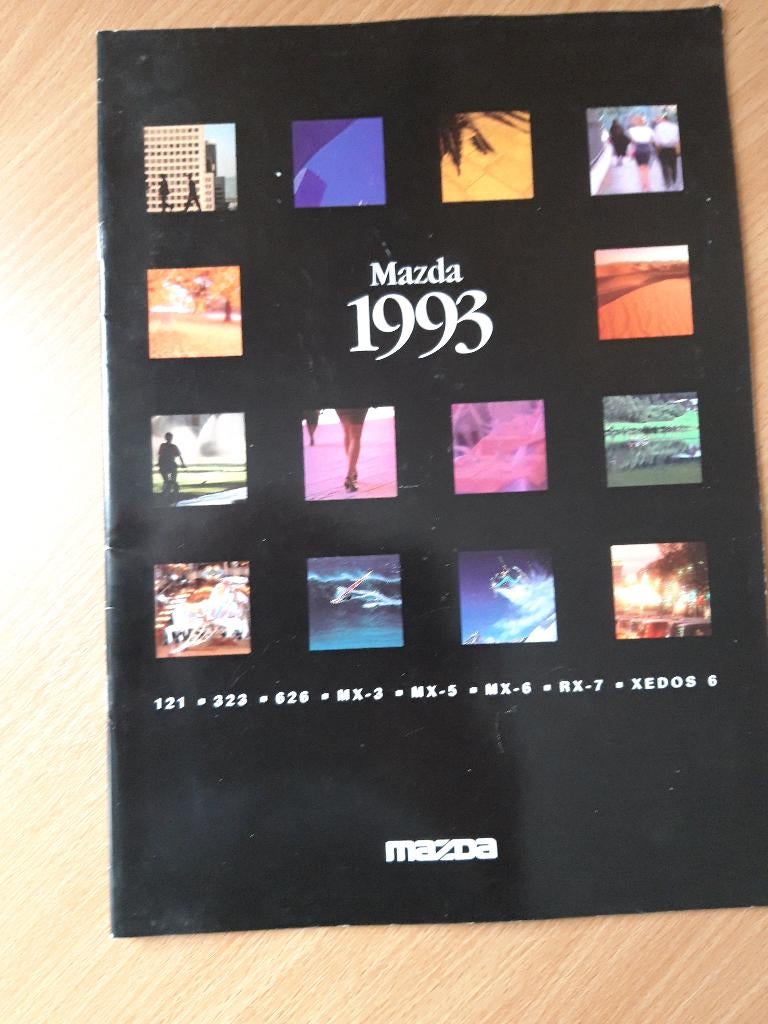 Mazda
1993
121 ▪ 323 ▪ 626 ▪ MX-3 ▪ MX-5 ▪ MX-6 ▪ RX-7 ▪ XEDOS 6
mazda